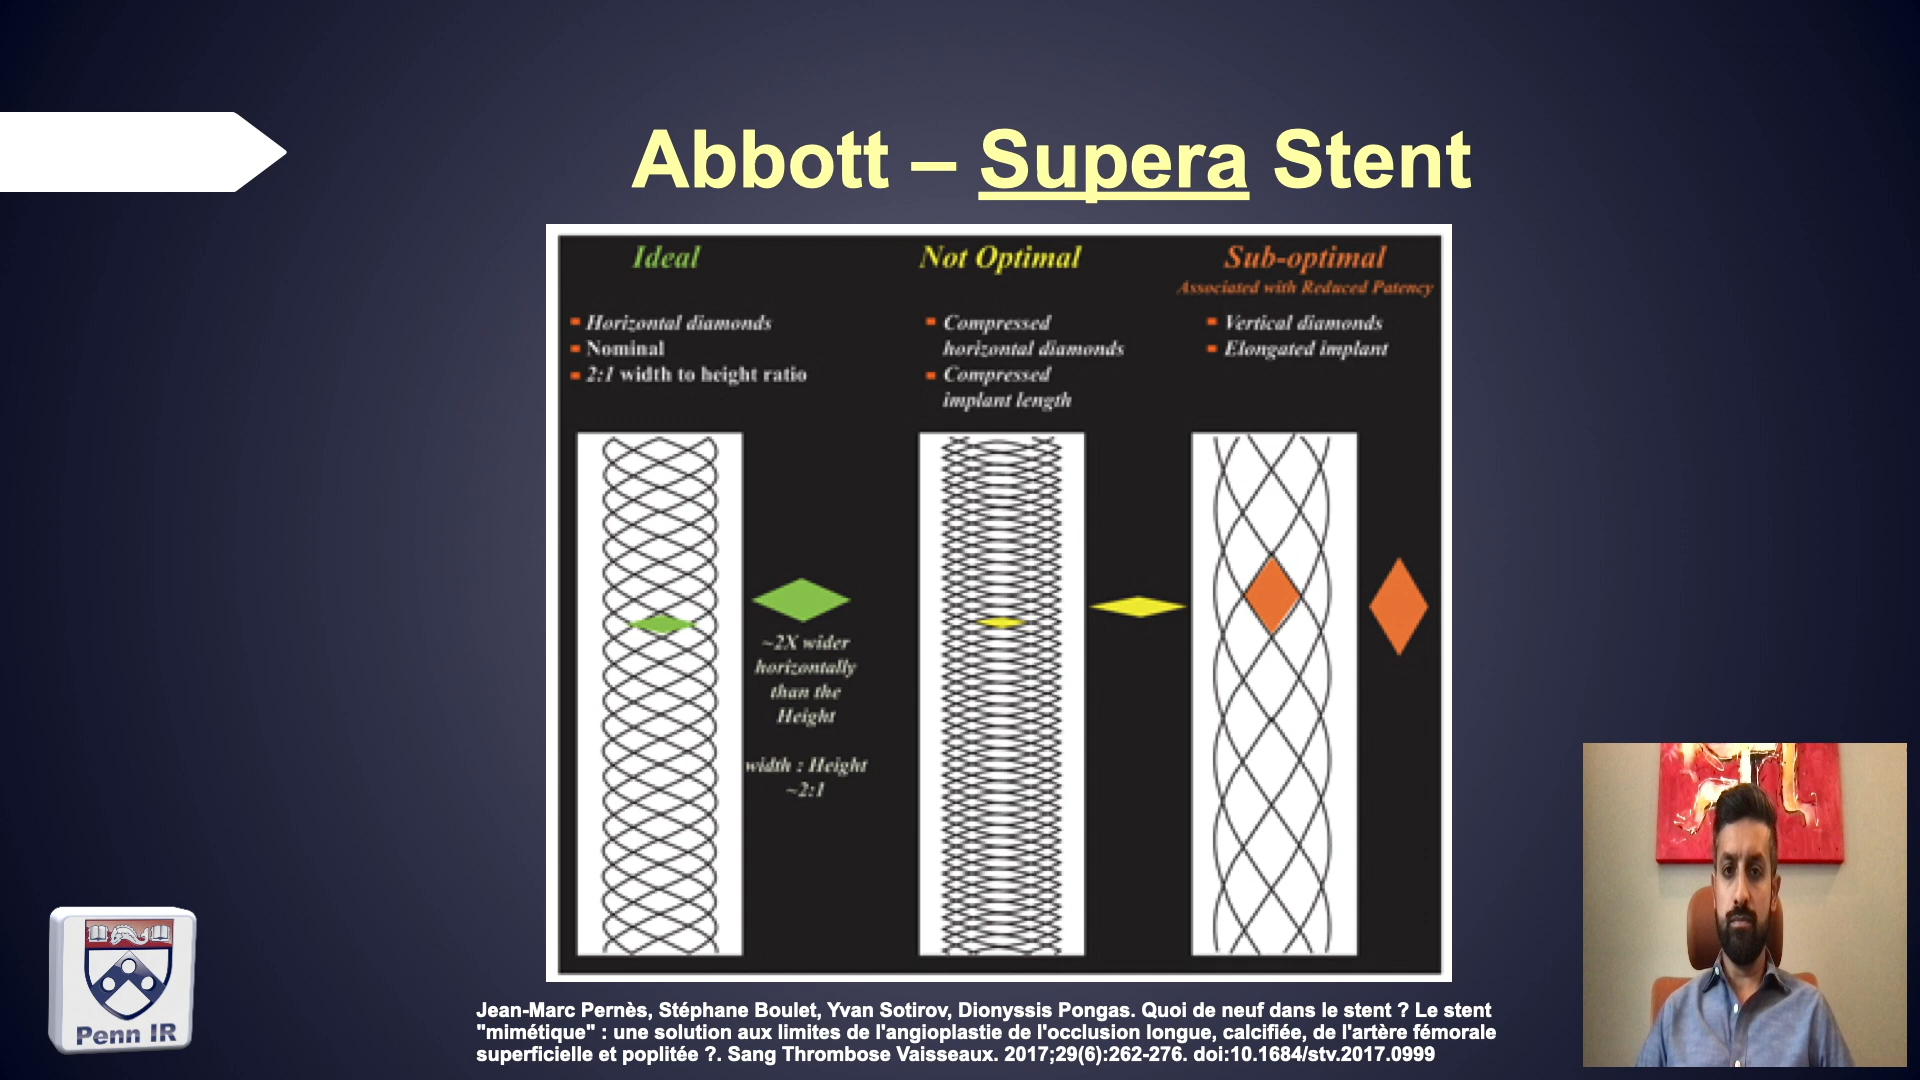 Abbott – Supera Stent
Ideal
Horizontal diamonds
Nominal
2:1 width to height ratio
~2X wider
horizontally
than the
Height
width : Height
~2:1
Not Optimal
Compressed
horizontal diamonds
Compressed
implant length
Sub-optimal
Associated with Reduced Patency
Vertical diamonds
Elongated implant
Penn IR
Jean-Marc Pernès, Stéphane Boulet, Yvan Sotirov, Dionyssis Pongas. Quoi de neuf dans le stent ? Le stent
"mimétique" : une solution aux limites de l'angioplastie de l'occlusion longue, calcifiée, de l'artère fémorale
superficielle et poplitée ?. Sang Thrombose Vaisseaux. 2017;29(6):262-276. doi:10.1684/stv.2017.0999